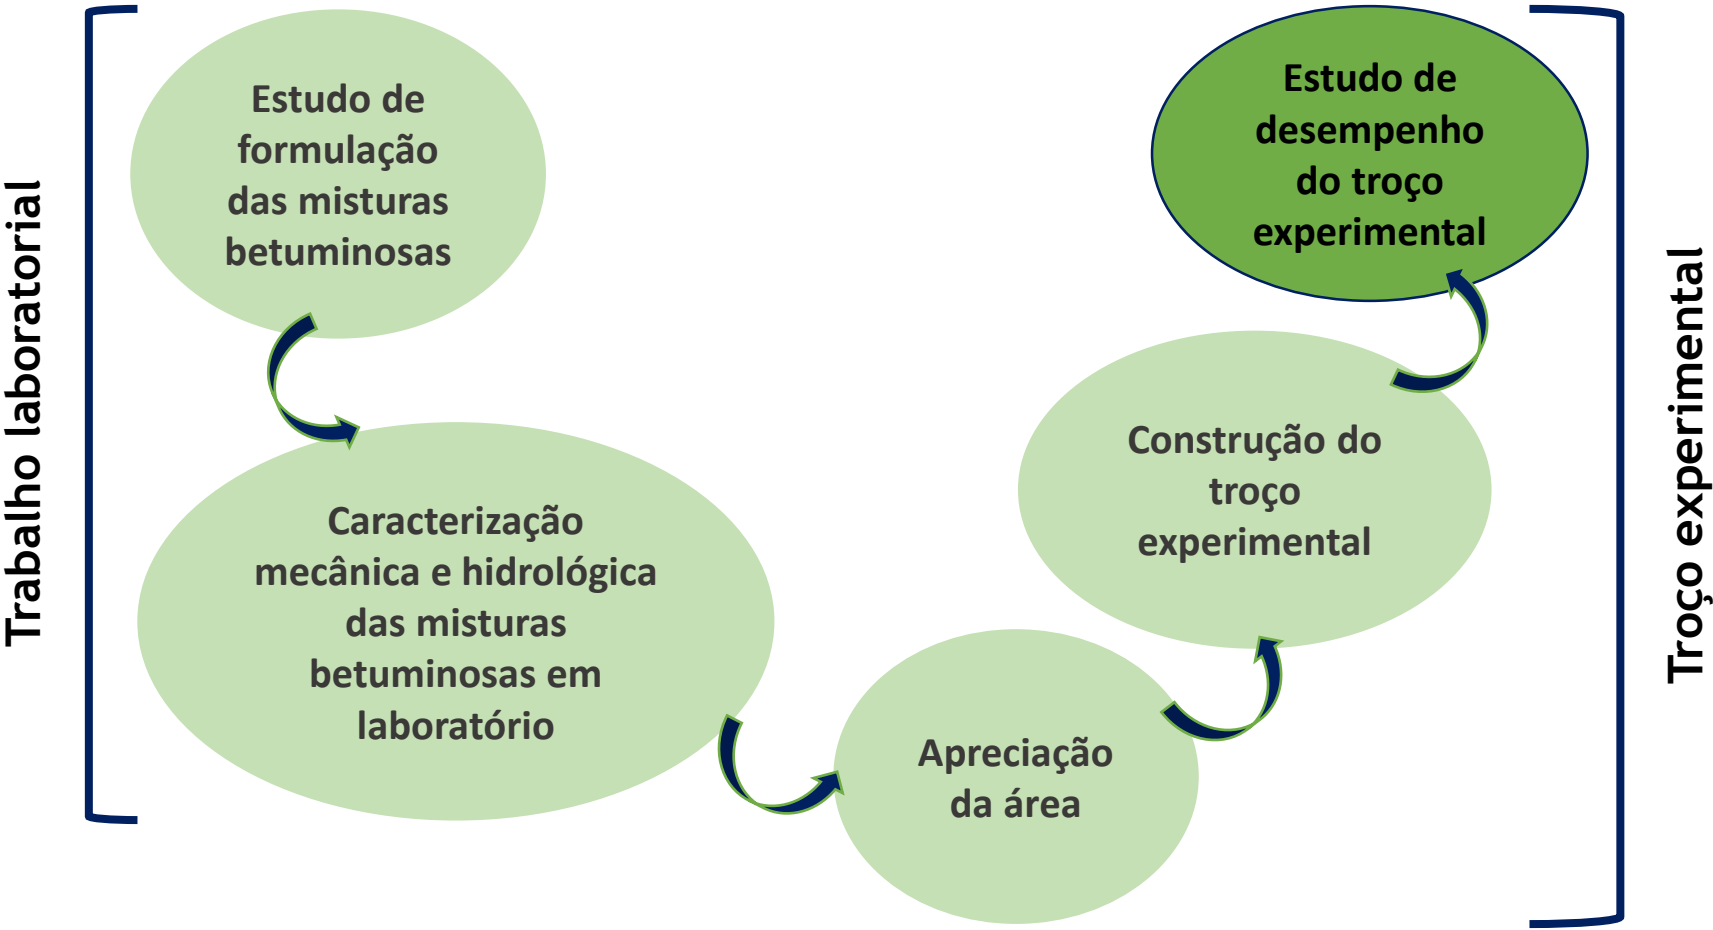 Trabalho laboratorial
Estudo de
formulação
das misturas
betuminosas
Caracterização
mecânica e hidrológica
das misturas
betuminosas em
laboratório
Apreciação
da área
Construção do
troço
experimental
Estudo de
desempenho
do troço
experimental
Troço experimental